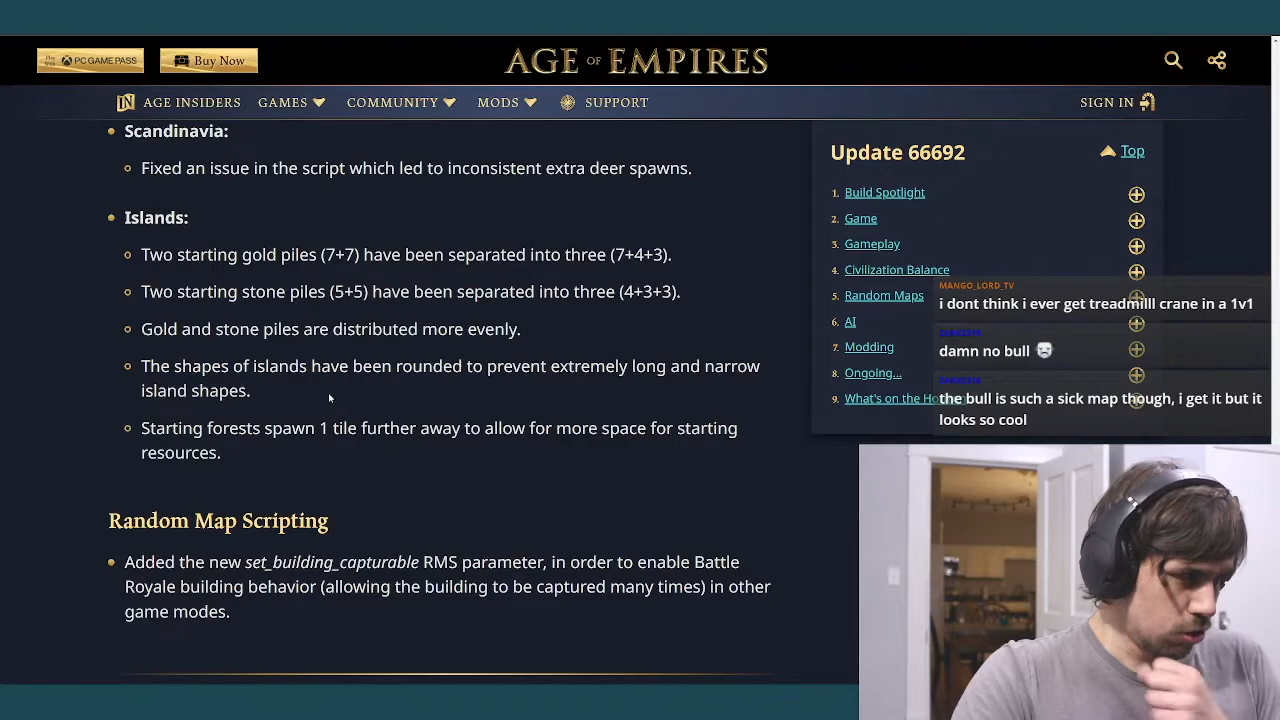 PC GAME PASS
Buy Now
AGE OF EMPIRES
AGE INSIDERS
GAMES
COMMUNITY
MODS
SUPPORT
SIGN IN
Scandinavia:
Fixed an issue in the script which led to inconsistent extra deer spawns.
Islands:
Two starting gold piles (7+7) have been separated into three (7+4+3).
Two starting stone piles (5+5) have been separated into three (4+3+3).
Gold and stone piles are distributed more evenly.
The shapes of islands have been rounded to prevent extremely long and narrow
island shapes.
Starting forests spawn 1 tile further away to allow for more space for starting
resources.
Random Map Scripting
Added the new set_building_capturable RMS parameter, in order to enable Battle
Royale building behavior (allowing the building to be captured many times) in other
game modes.
Update 66692
Top
1. Build Spotlight
2. Game
3. Gameplay
4. Civilization Balance
5. Random Maps
6. AI
7. Modding
8. Ongoing...
9. What's on the
MANGO_LORD_TV
i dont think i ever get treadmilll crane in a 1v1
damn no bull
the bull is such a sick map though, i get it but it
looks so cool